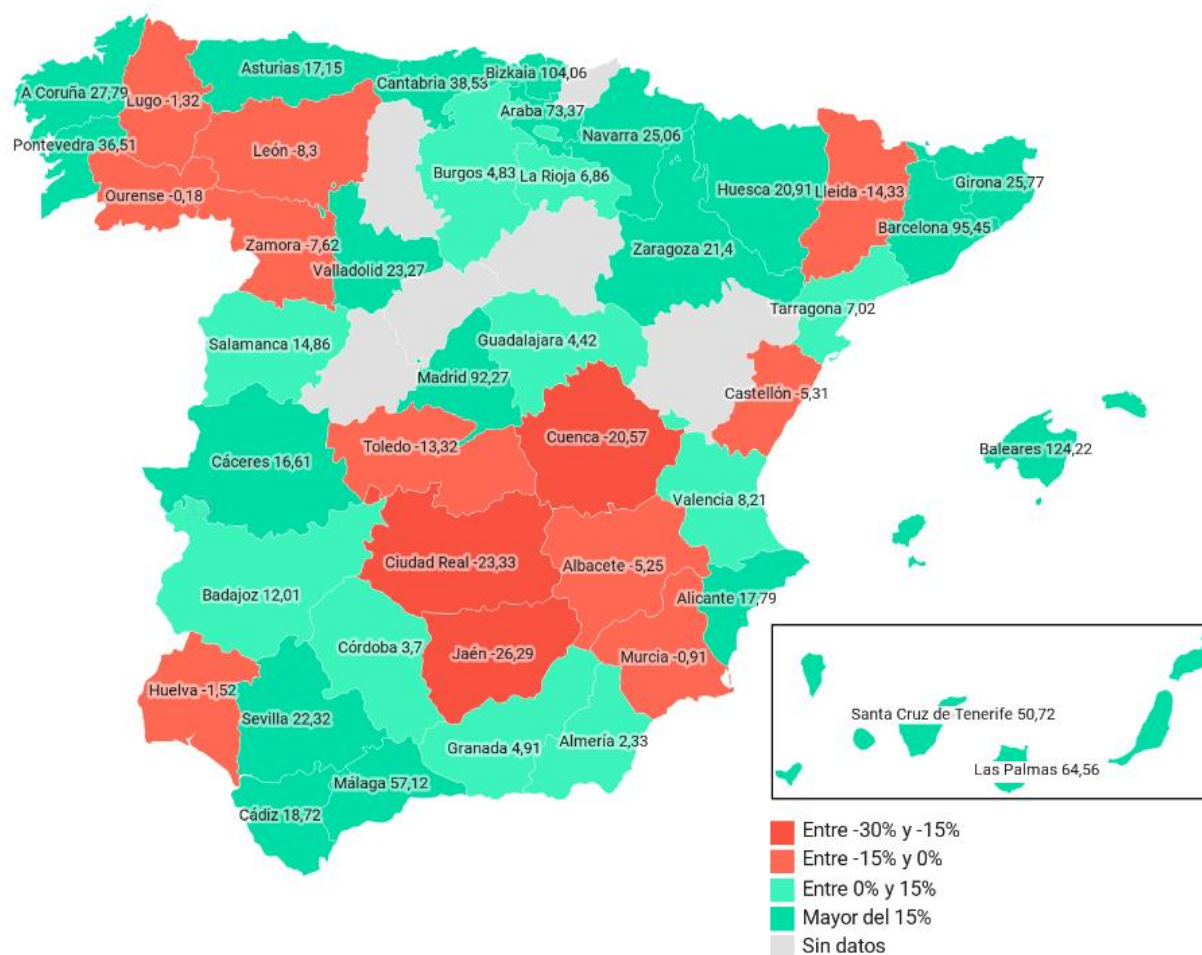 Asturias 17,15
Cantabria 38,53
Bizkaia 104,06
A Coruña 27,79
Lugo -1,32
Araba 73,37
Navarra 25,06
Pontevedra 36,51
León -8,3
Burgos 4,83
La Rioja 6,86
Huesca 20,91
Lleida -14,33
Girona 25,77
Ourense -0,18
Barcelona 95,45
Zamora -7,62
Zaragoza 21,4
Valladolid 23,27
Tarragona 7,02
Salamanca 14,86
Guadalajara 4,42
Madrid 92,27
Castellón -5,31
Toledo -13,32
Cuenca -20,57
Baleares 124,22
Cáceres 16,61
Valencia 8,21
Ciudad Real -23,33
Albacete -5,25
Badajoz 12,01
Alicante 17,79
Córdoba 3,7
Jaén -26,29
Murcia -0,91
Huelva -1,52
Sevilla 22,32
Granada 4,91
Almería 2,33
Santa Cruz de Tenerife 50,72
Las Palmas 64,56
Málaga 57,12
Cádiz 18,72
Entre -30% y -15%
Entre -15% y 0%
Entre 0% y 15%
Mayor del 15%
Sin datos